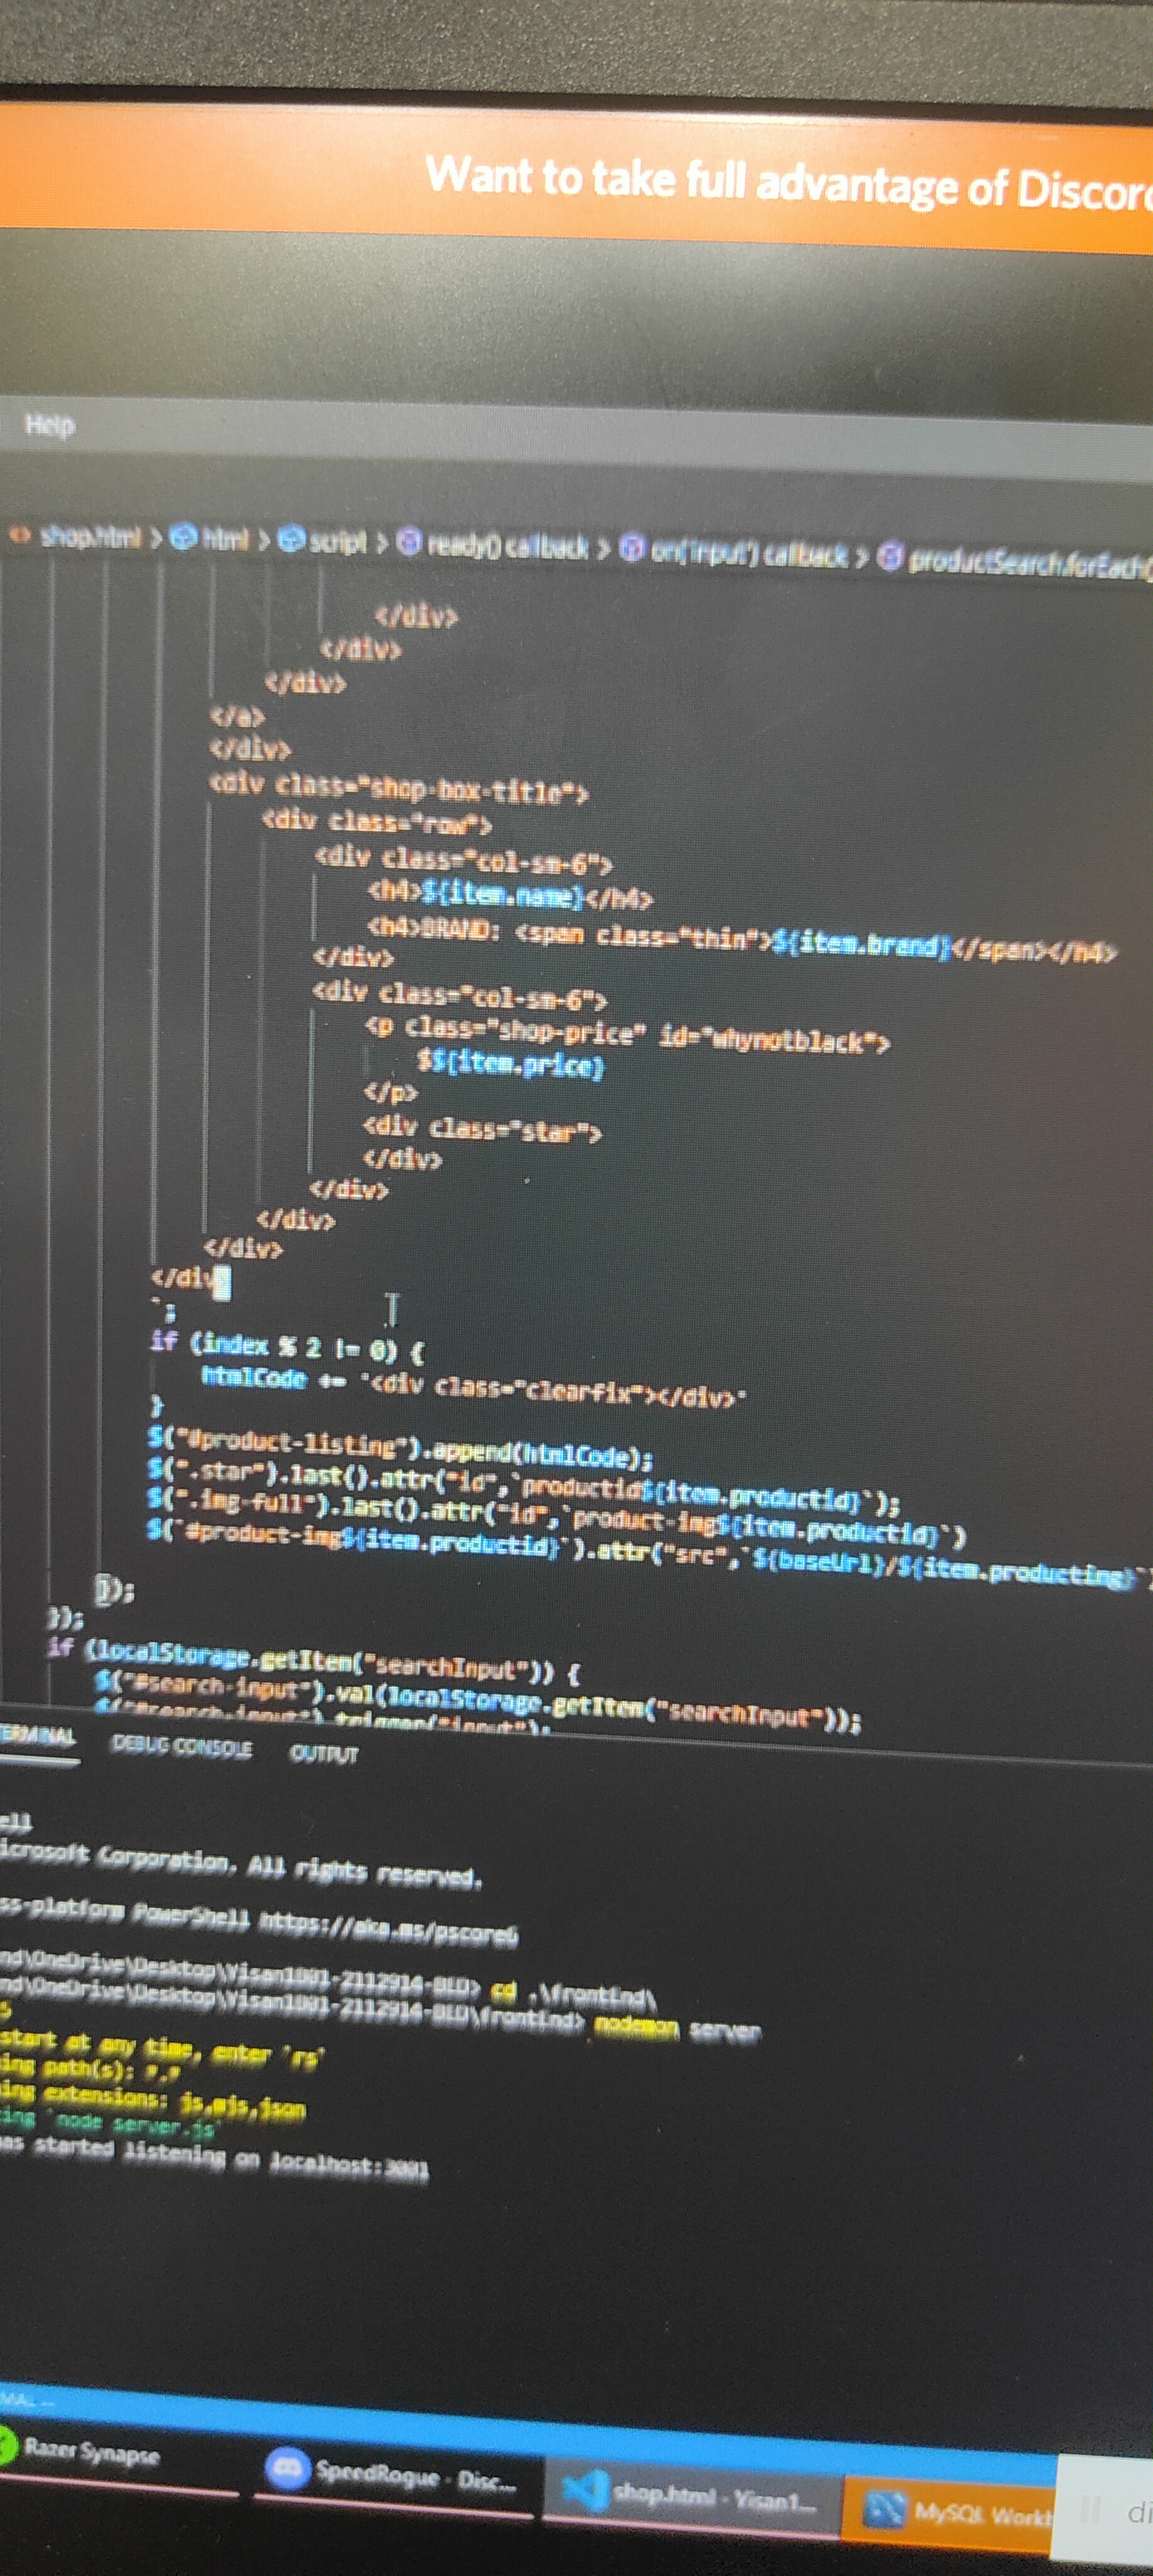 Want to take full advantage of Discord
Help
shop.html > html > script > ready() callback > on('input') callback > productSearch.forEach()
</div>
</div>
</div>
</a>
</div>
<div class="shop-box-title">
<div class="row">
<div class="col-sm-6">
<h4>${item.name}</h4>
<h4>BRAND: <span class="thin">${item.brand}</span></h4>
</div>
<div class="col-sm-6">
<p class="shop-price" id="whynotblack">
$${item.price}
</p>
<div class="star">
</div>
</div>
</div>
</div>
</div>
`;
if (index % 2 != 0) {
htmlCode += `<div class="clearfix"></div>`
}
$("#product-listing").append(htmlCode);
$(".star").last().attr("id",`productid${item.productid}`);
$(".img-full").last().attr("id",`product-img${item.productid}`)
$(`#product-img${item.productid}`).attr("src",`${baseUrl}/${item.producting}`)
});
});
if (localStorage.getItem("searchInput")) {
$("#search-input").val(localStorage.getItem("searchInput"));
$("#search-input").trigger("input");
TERMINAL DEBUG CONSOLE OUTPUT
ell
icrosoft Corporation. All rights reserved.
ss-platform PowerShell https://aka.ms/pscore6
nd\OneDrive\Desktop\Yisan1001-2112914-BED> cd .\frontEnd\
nd\OneDrive\Desktop\Yisan1001-2112914-BED\frontEnd> nodemon server
start at any time, enter `rs`
ing path(s): *.*
ing extensions: js,mjs,json
ting `node server.js`
has started listening on localhost:3001
Razer Synapse
SpeedRogue - Disc...
shop.html - Yisan1...
MySQL Workb
di